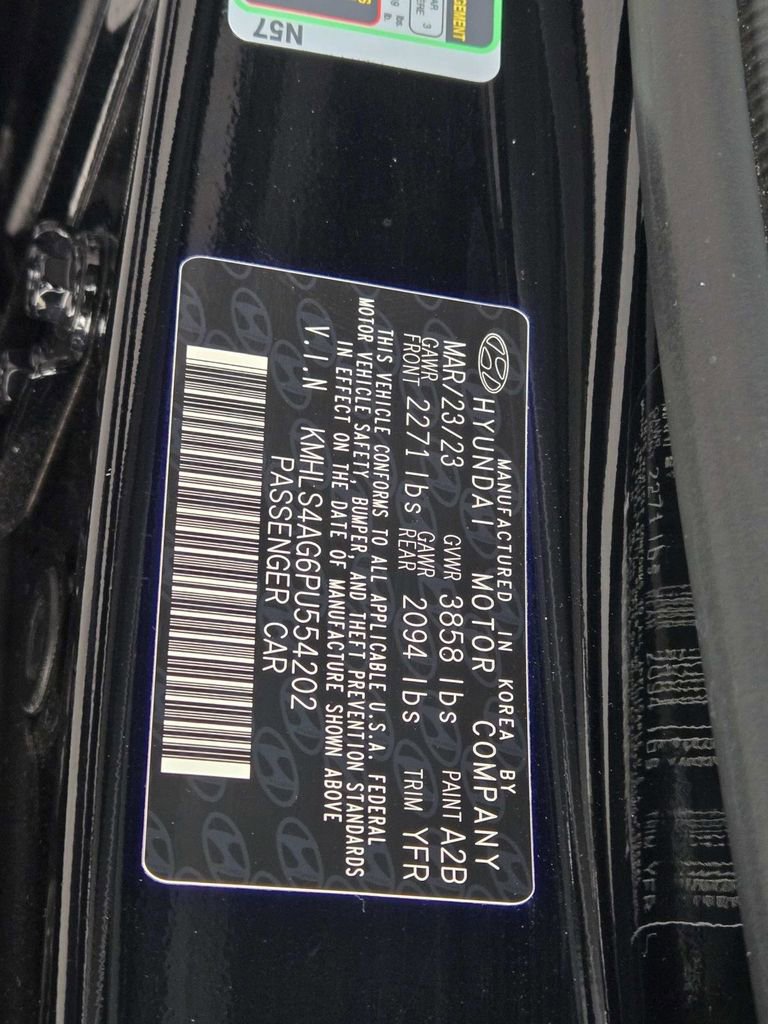 MANUFACTURED IN KOREA BY
HYUNDAI MOTOR COMPANY
MAR/23/23 GVWR 3858 lbs PAINT A2B
GAWR FRONT 2271 lbs GAWR REAR 2094 lbs TRIM YFR
THIS VEHICLE CONFORMS TO ALL APPLICABLE U.S.A. FEDERAL
MOTOR VEHICLE SAFETY, BUMPER AND THEFT PREVENTION STANDARDS
IN EFFECT ON THE DATE OF MANUFACTURE SHOWN ABOVE
V.I.N KMHLS4AG6PU554202
PASSENGER CAR
N57